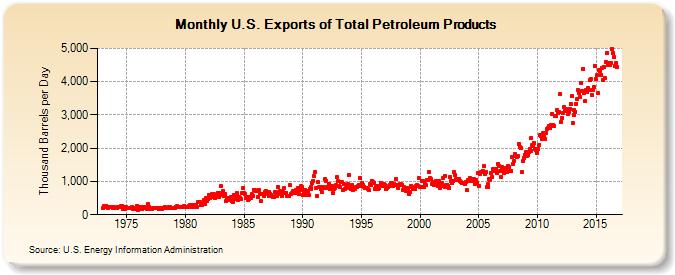 Monthly U.S. Exports of Total Petroleum Products
Thousand Barrels per Day
5,000
4,000
3,000
2,000
1,000
0
1975 1980 1985 1990 1995 2000 2005 2010 2015
Source: U.S. Energy Information Administration